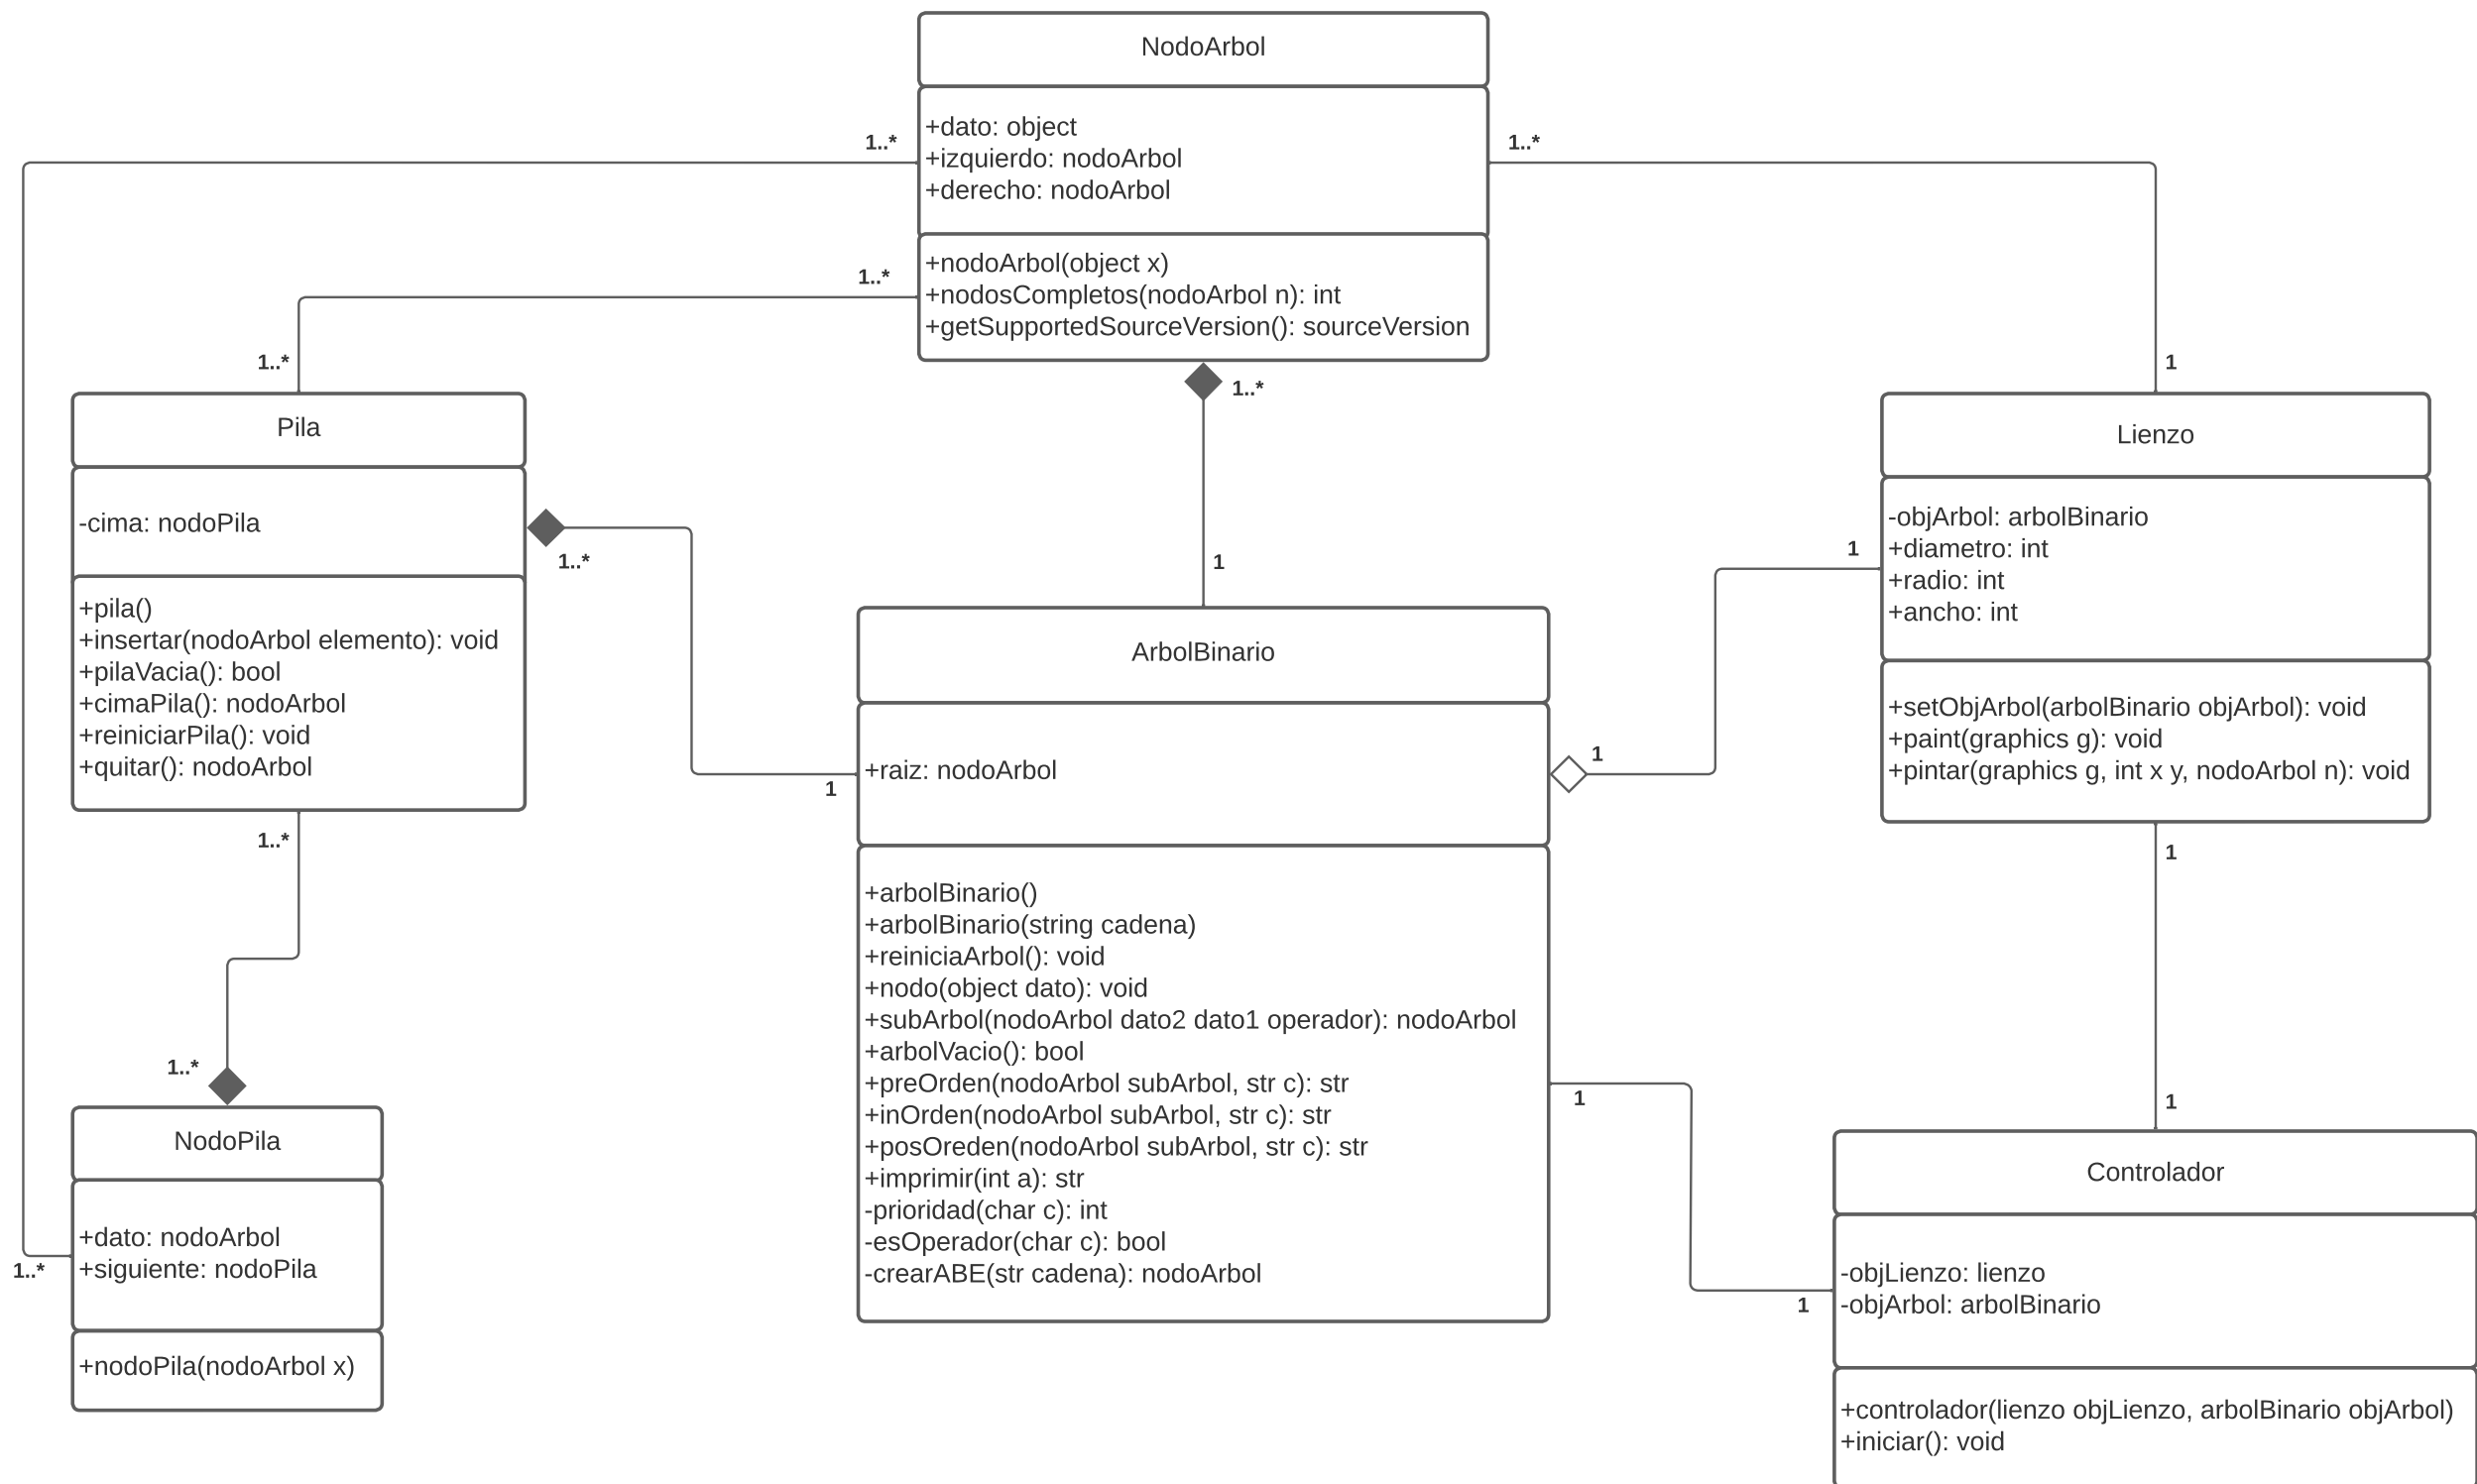 NodoArbol
+dato: object
+izquierdo: nodoArbol
+derecho: nodoArbol
+nodoArbol(object x)
+nodosCompletos(nodoArbol n): int
+getSupportedSourceVersion(): sourceVersion
1..*
1..*
1..*
1..*
1..*
1
1
Pila
-cima: nodoPila
+pila()
+insertar(nodoArbol elemento): void
+pilaVacia(): bool
+cimaPila(): nodoArbol
+reiniciarPila(): void
+quitar(): nodoArbol
1..*
1
1..*
1..*
NodoPila
+dato: nodoArbol
+siguiente: nodoPila
+nodoPila(nodoArbol x)
1..*
ArbolBinario
+raiz: nodoArbol
+arbolBinario()
+arbolBinario(string cadena)
+reiniciaArbol(): void
+nodo(object dato): void
+subArbol(nodoArbol dato2 dato1 operador): nodoArbol
+arbolVacio(): bool
+preOrden(nodoArbol subArbol, str c): str
+inOrden(nodoArbol subArbol, str c): str
+posOreden(nodoArbol subArbol, str c): str
+imprimir(int a): str
-prioridad(char c): int
-esOperador(char c): bool
-crearABE(str cadena): nodoArbol
1
1
1
1
Lienzo
-objArbol: arbolBinario
+diametro: int
+radio: int
+ancho: int
+setObjArbol(arbolBinario objArbol): void
+paint(graphics g): void
+pintar(graphics g, int x y, nodoArbol n): void
1
1
Controlador
-objLienzo: lienzo
-objArbol: arbolBinario
+controlador(lienzo objLienzo, arbolBinario objArbol)
+iniciar(): void